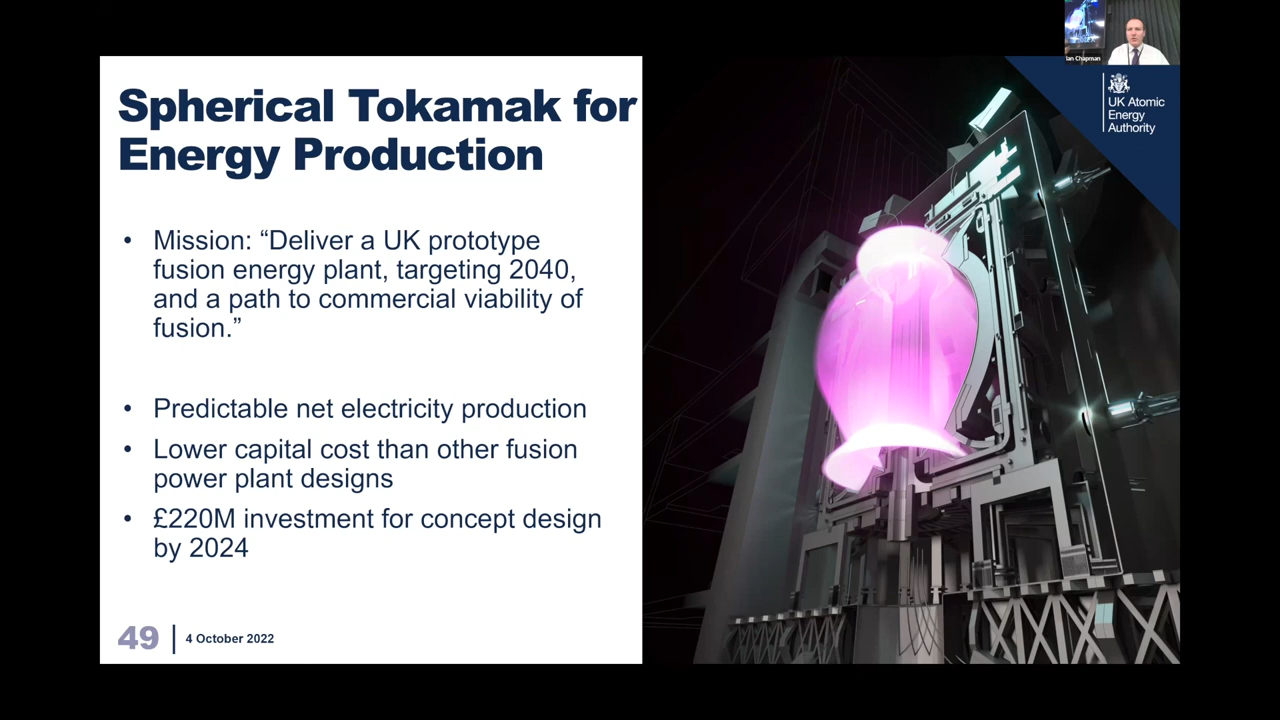 Ian Chapman
UK Atomic
Energy
Authority
Spherical Tokamak for
Energy Production
• Mission: “Deliver a UK prototype
fusion energy plant, targeting 2040,
and a path to commercial viability of
fusion.”
• Predictable net electricity production
• Lower capital cost than other fusion
power plant designs
• £220M investment for concept design
by 2024
49
4 October 2022